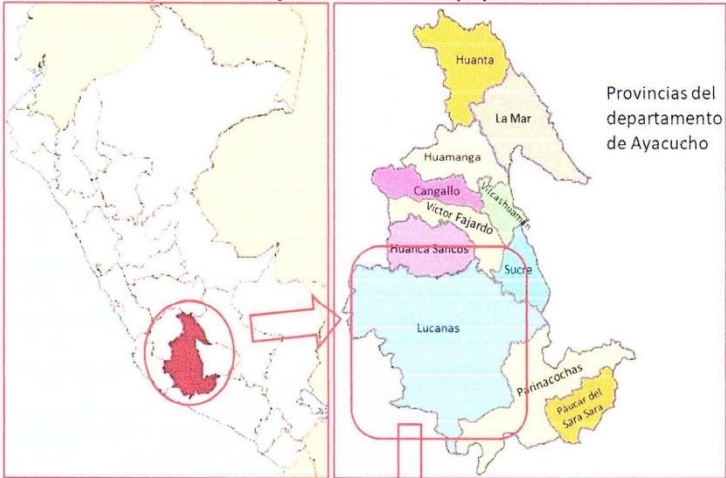 Huanta
La Mar
Provincias del
departamento
de Ayacucho
Huamanga
Cangallo
Vilcashuamán
Víctor Fajardo
Huanca Sancos
Sucre
Lucanas
Parinacochas
Páucar del
Sara Sara